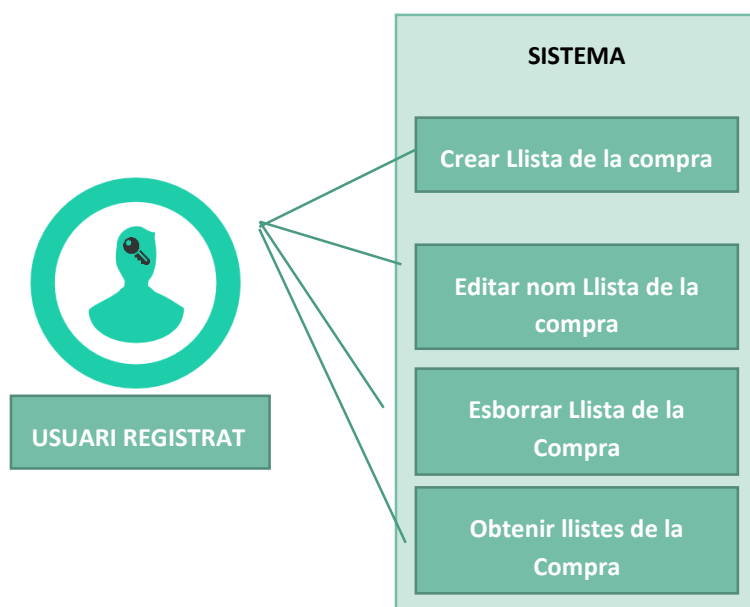 SISTEMA
Crear Llista de la compra
Editar nom Llista de la
compra
Esborrar Llista de la
Compra
USUARI REGISTRAT
Obtenir llistes de la
Compra